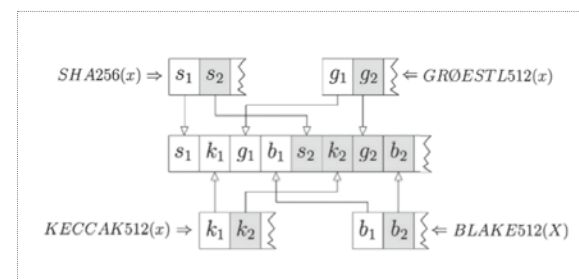 SHA256(x) ⇒ s₁ s₂ g₁ g₂ ⇐ GRØESTL512(x)
s₁ k₁ g₁ b₁ s₂ k₂ g₂ b₂
KECCAK512(x) ⇒ k₁ k₂ b₁ b₂ ⇐ BLAKE512(X)